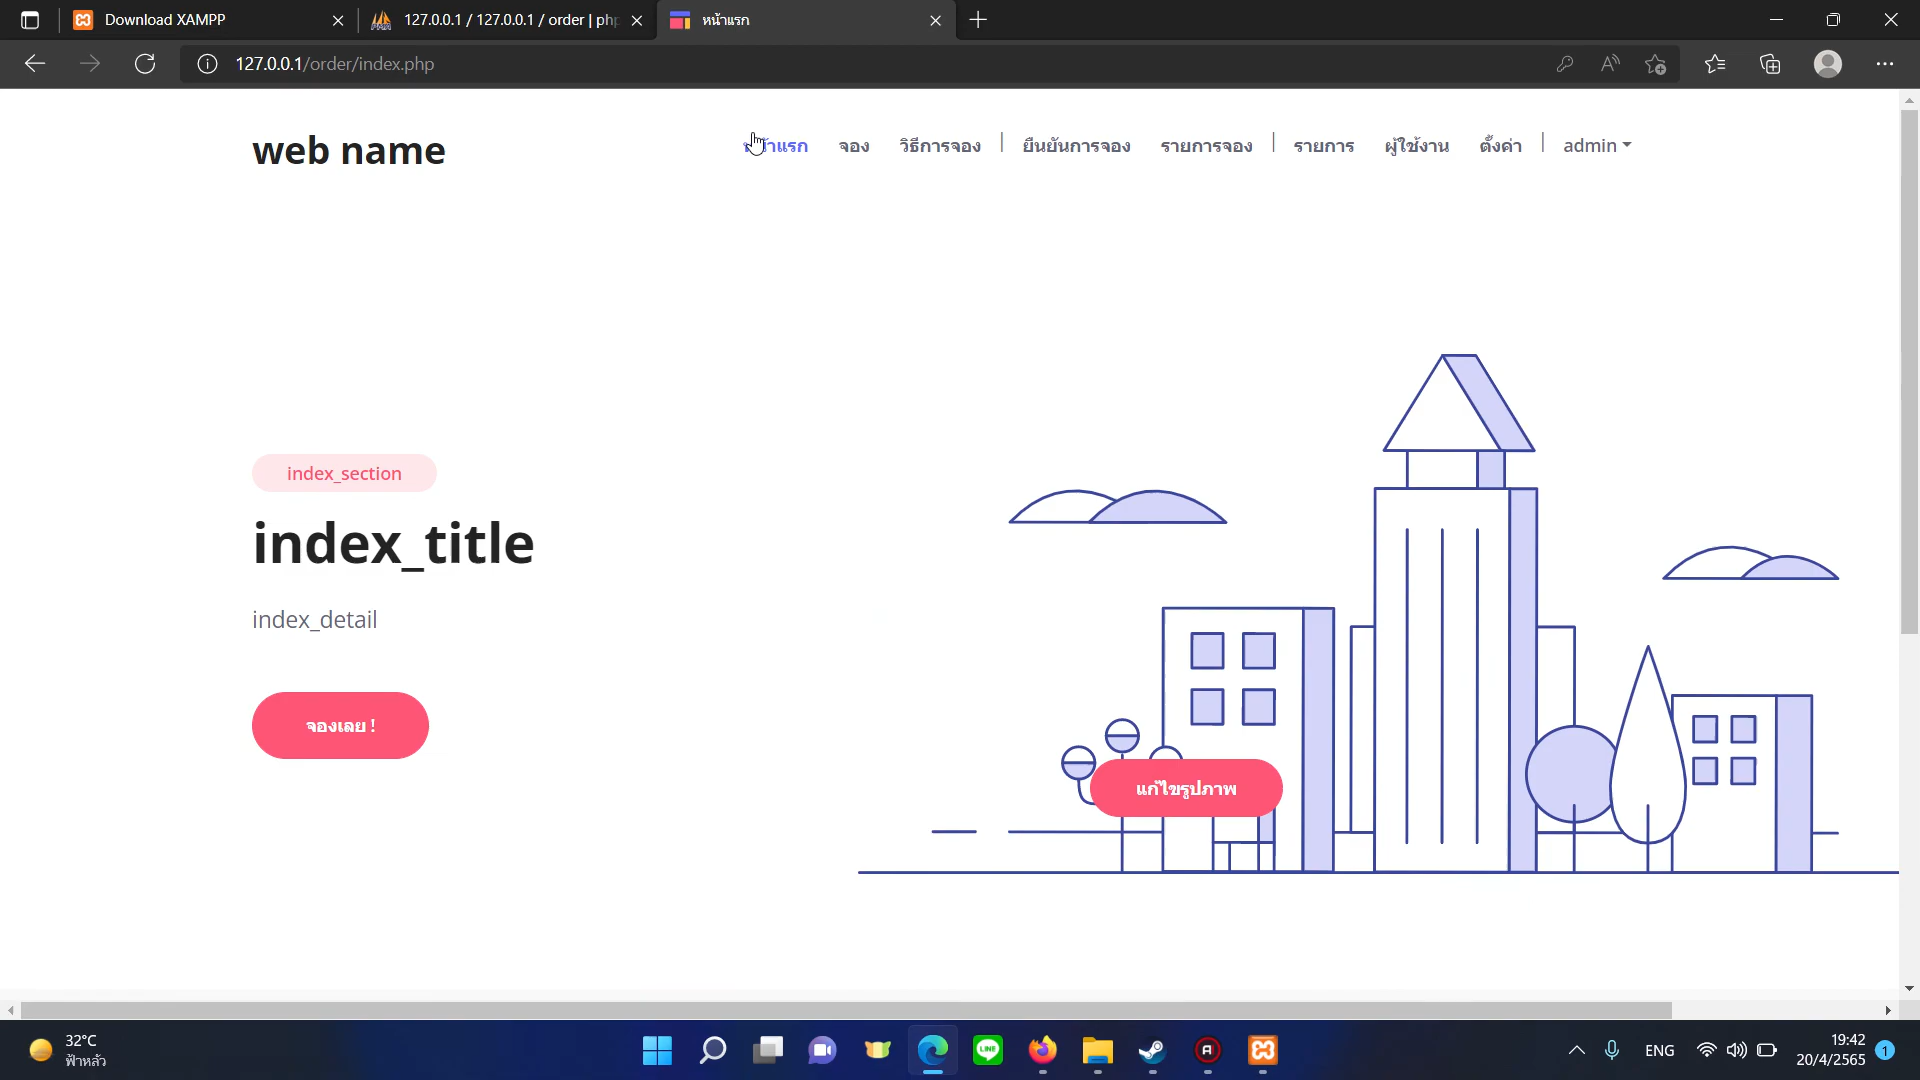 Download XAMPP
127.0.0.1 / 127.0.0.1 / order | php
หน้าแรก
127.0.0.1/order/index.php
web name
หน้าแรก จอง วิธีการจอง | ยืนยันการจอง รายการจอง | รายการ ผู้ใช้งาน ตั้งค่า | admin
index_section
index_title
index_detail
จองเลย !
แก้ไขรูปภาพ
32°C
ฟ้าหลัว
LINE
ENG
19:42
20/4/2565
1